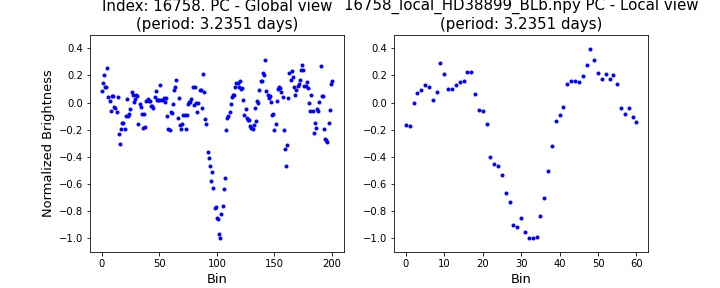 Index: 16758. PC - Global view
(period: 3.2351 days)
16758_local_HD38899_BLb.npy PC - Local view
(period: 3.2351 days)
Normalized Brightness
0.4
0.2
0.0
−0.2
−0.4
−0.6
−0.8
−1.0
0 50 100 150 200
Bin
0.4
0.2
0.0
−0.2
−0.4
−0.6
−0.8
−1.0
0 10 20 30 40 50 60
Bin